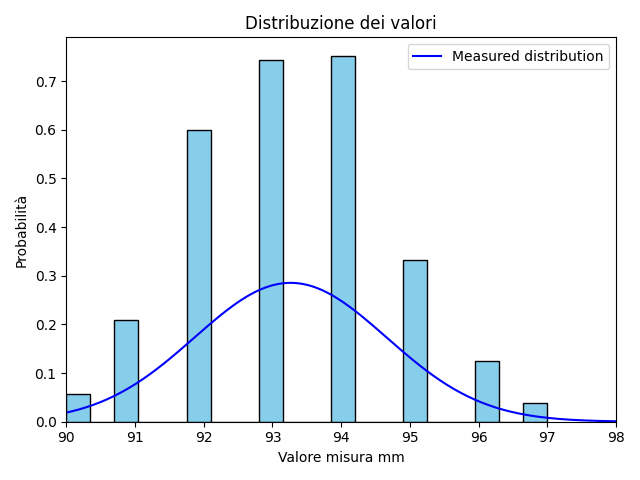 Distribuzione dei valori
Measured distribution
Probabilità
0.7
0.6
0.5
0.4
0.3
0.2
0.1
0.0
90 91 92 93 94 95 96 97 98
Valore misura mm